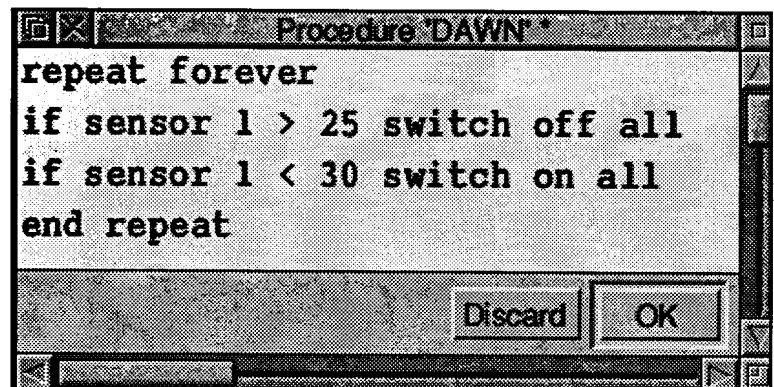 Procedure 'DAWN' *
repeat forever
if sensor 1 > 25 switch off all
if sensor 1 < 30 switch on all
end repeat
Discard OK